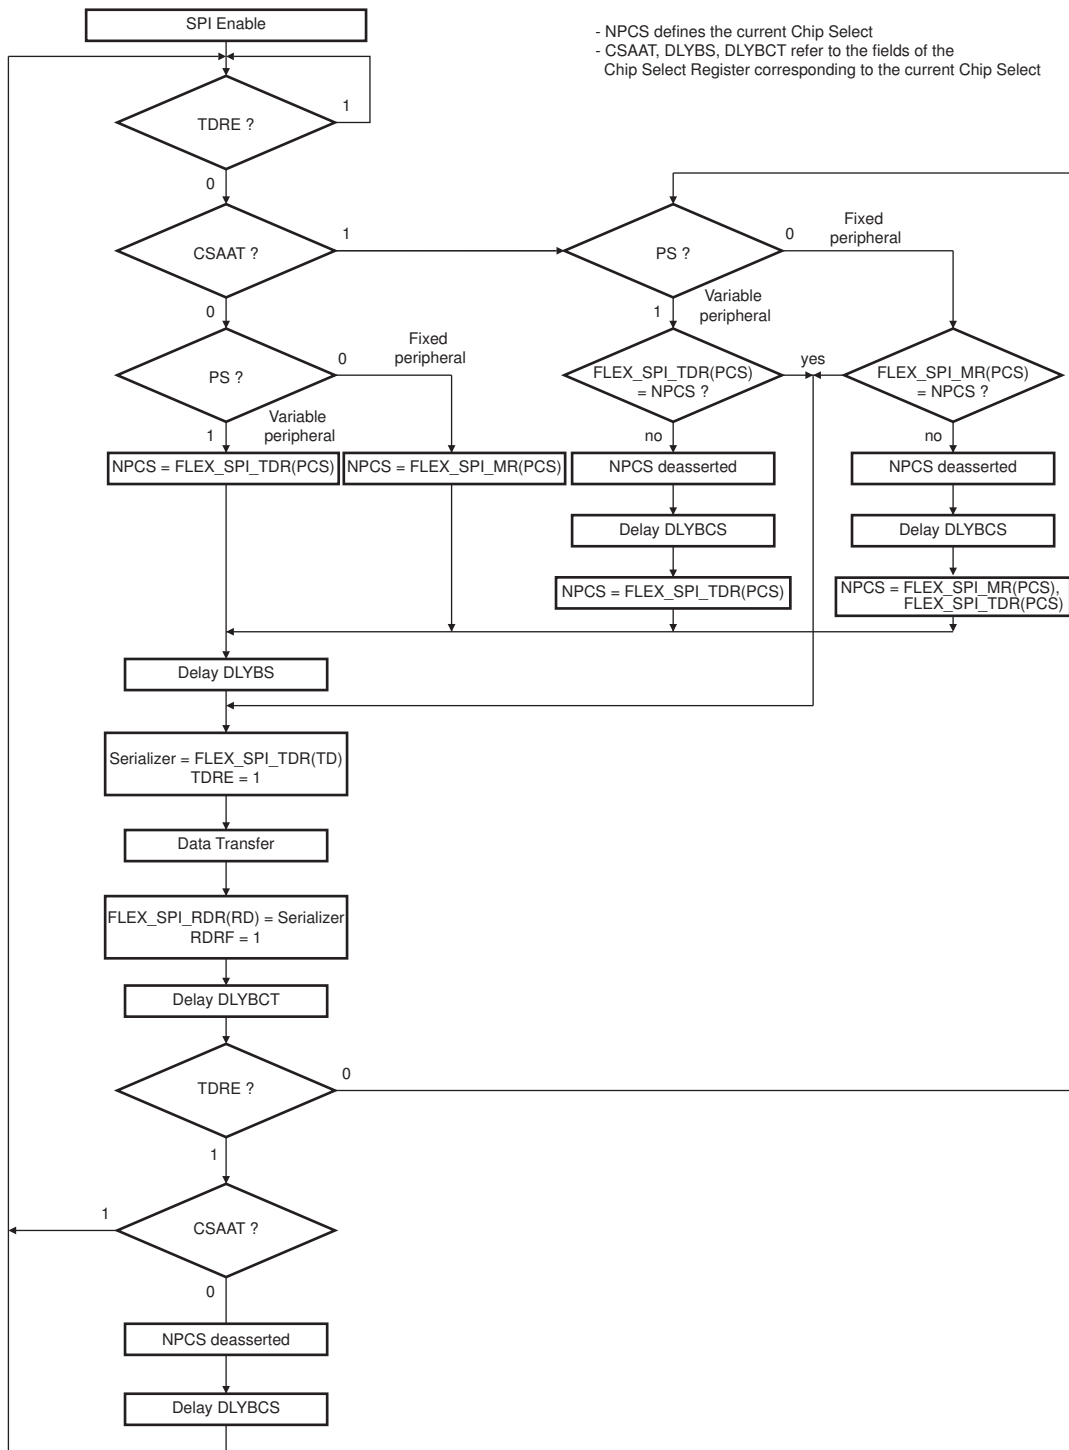 SPI Enable
- NPCS defines the current Chip Select
- CSAAT, DLYBS, DLYBCT refer to the fields of the
Chip Select Register corresponding to the current Chip Select
TDRE ?
1
0
CSAAT ?
1
PS ?
0
Fixed
peripheral
0
1
Variable
peripheral
PS ?
0
Fixed
peripheral
FLEX_SPI_TDR(PCS)
= NPCS ?
yes
FLEX_SPI_MR(PCS)
= NPCS ?
1
Variable
peripheral
no
no
NPCS = FLEX_SPI_TDR(PCS)
NPCS = FLEX_SPI_MR(PCS)
NPCS deasserted
NPCS deasserted
Delay DLYBCS
Delay DLYBCS
NPCS = FLEX_SPI_TDR(PCS)
NPCS = FLEX_SPI_MR(PCS),
FLEX_SPI_TDR(PCS)
Delay DLYBS
Serializer = FLEX_SPI_TDR(TD)
TDRE = 1
Data Transfer
FLEX_SPI_RDR(RD) = Serializer
RDRF = 1
Delay DLYBCT
TDRE ?
0
1
CSAAT ?
1
0
NPCS deasserted
Delay DLYBCS